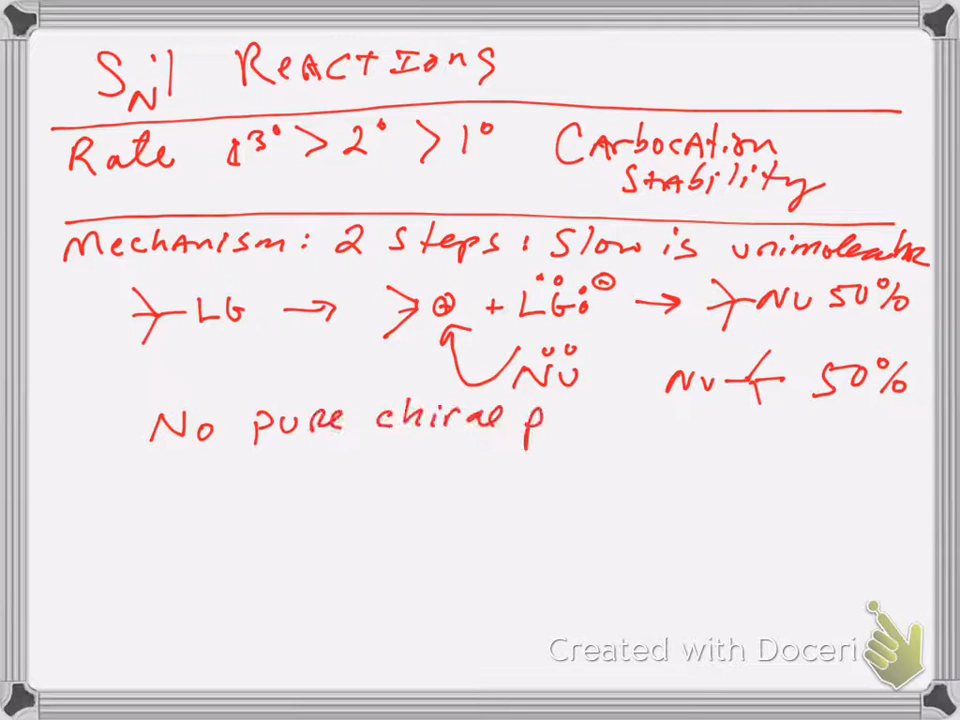 SN1 Reactions
Rate 3° > 2° > 1° Carbocation
Stability
Mechanism: 2 Steps: Slow is unimolecular
LG → ⊕ + LG:⊖ → NU 50%
NU NU 50%
No pure chiral p
Created with Doceri